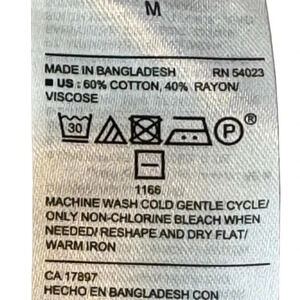 M
MADE IN BANGLADESH RN 54023
US : 60% COTTON, 40% RAYON/
VISCOSE
30 P ®
1166
MACHINE WASH COLD GENTLE CYCLE/
ONLY NON-CHLORINE BLEACH WHEN
NEEDED/ RESHAPE AND DRY FLAT/
WARM IRON
CA 17897
HECHO EN BANGLADESH CON